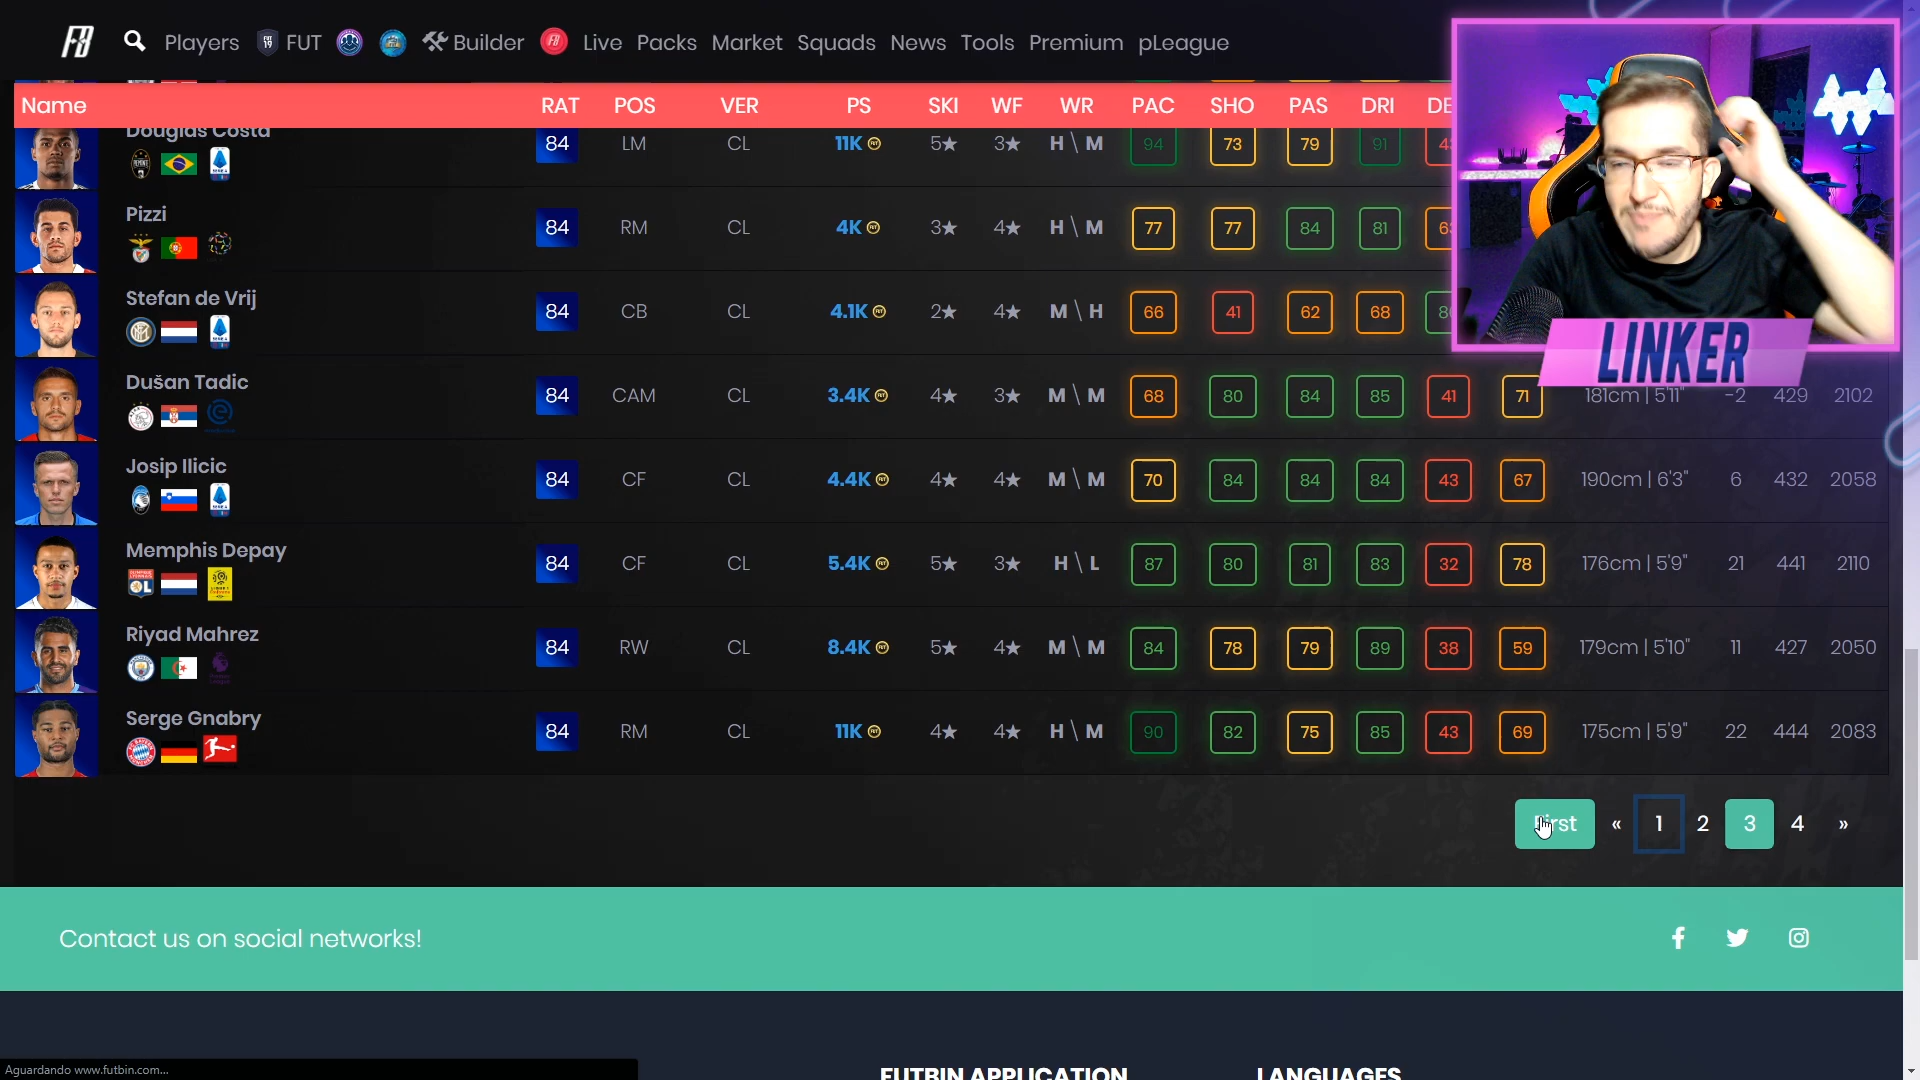 Players FUT Builder Live Packs Market Squads News Tools Premium pLeague
Name RAT POS VER PS SKI WF WR PAC SHO PAS DRI DE
Douglas Costa 84 LM CL 11K 5★ 3★ H \ M 94 73 79 91
Pizzi 84 RM CL 4K 3★ 4★ H \ M 77 77 84 81
Stefan de Vrij 84 CB CL 4.1K 2★ 4★ M \ H 66 41 62 68
Dušan Tadic 84 CAM CL 3.4K 4★ 3★ M \ M 68 80 84 85 41 71 181cm | 5'11" -2 429 2102
Josip Ilicic 84 CF CL 4.4K 4★ 4★ M \ M 70 84 84 84 43 67 190cm | 6'3" 6 432 2058
Memphis Depay 84 CF CL 5.4K 5★ 3★ H \ L 87 80 81 83 32 78 176cm | 5'9" 21 441 2110
Riyad Mahrez 84 RW CL 8.4K 5★ 4★ M \ M 84 78 79 89 38 59 179cm | 5'10" 11 427 2050
Serge Gnabry 84 RM CL 11K 4★ 4★ H \ M 90 82 75 85 43 69 175cm | 5'9" 22 444 2083
LINKER
First « 1 2 3 4 »
Contact us on social networks!
FUTBIN APPLICATION LANGUAGES
Aguardando www.futbin.com...